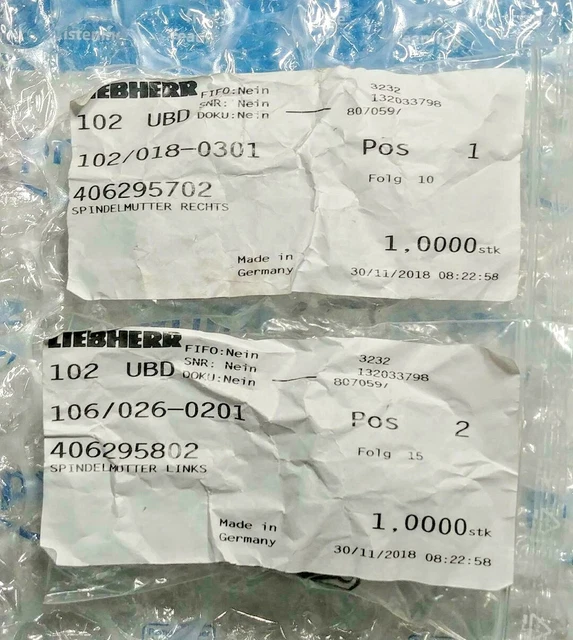 LIEBHERR FIFO:Nein
SNR: Nein
102 UBD DOKU:Nein
3232
132033798
807059/
102/018-0301
Pos 1
Folg 10
406295702
SPINDELMUTTER RECHTS
1.0000stk
Made in
Germany
30/11/2018 08:22:58
LIEBHERR FIFO:Nein
SNR: Nein
102 UBD DOKU:Nein
3232
132033798
807059/
106/026-0201
Pos 2
Folg 15
406295802
SPINDELMUTTER LINKS
1.0000stk
Made in
Germany
30/11/2018 08:22:58